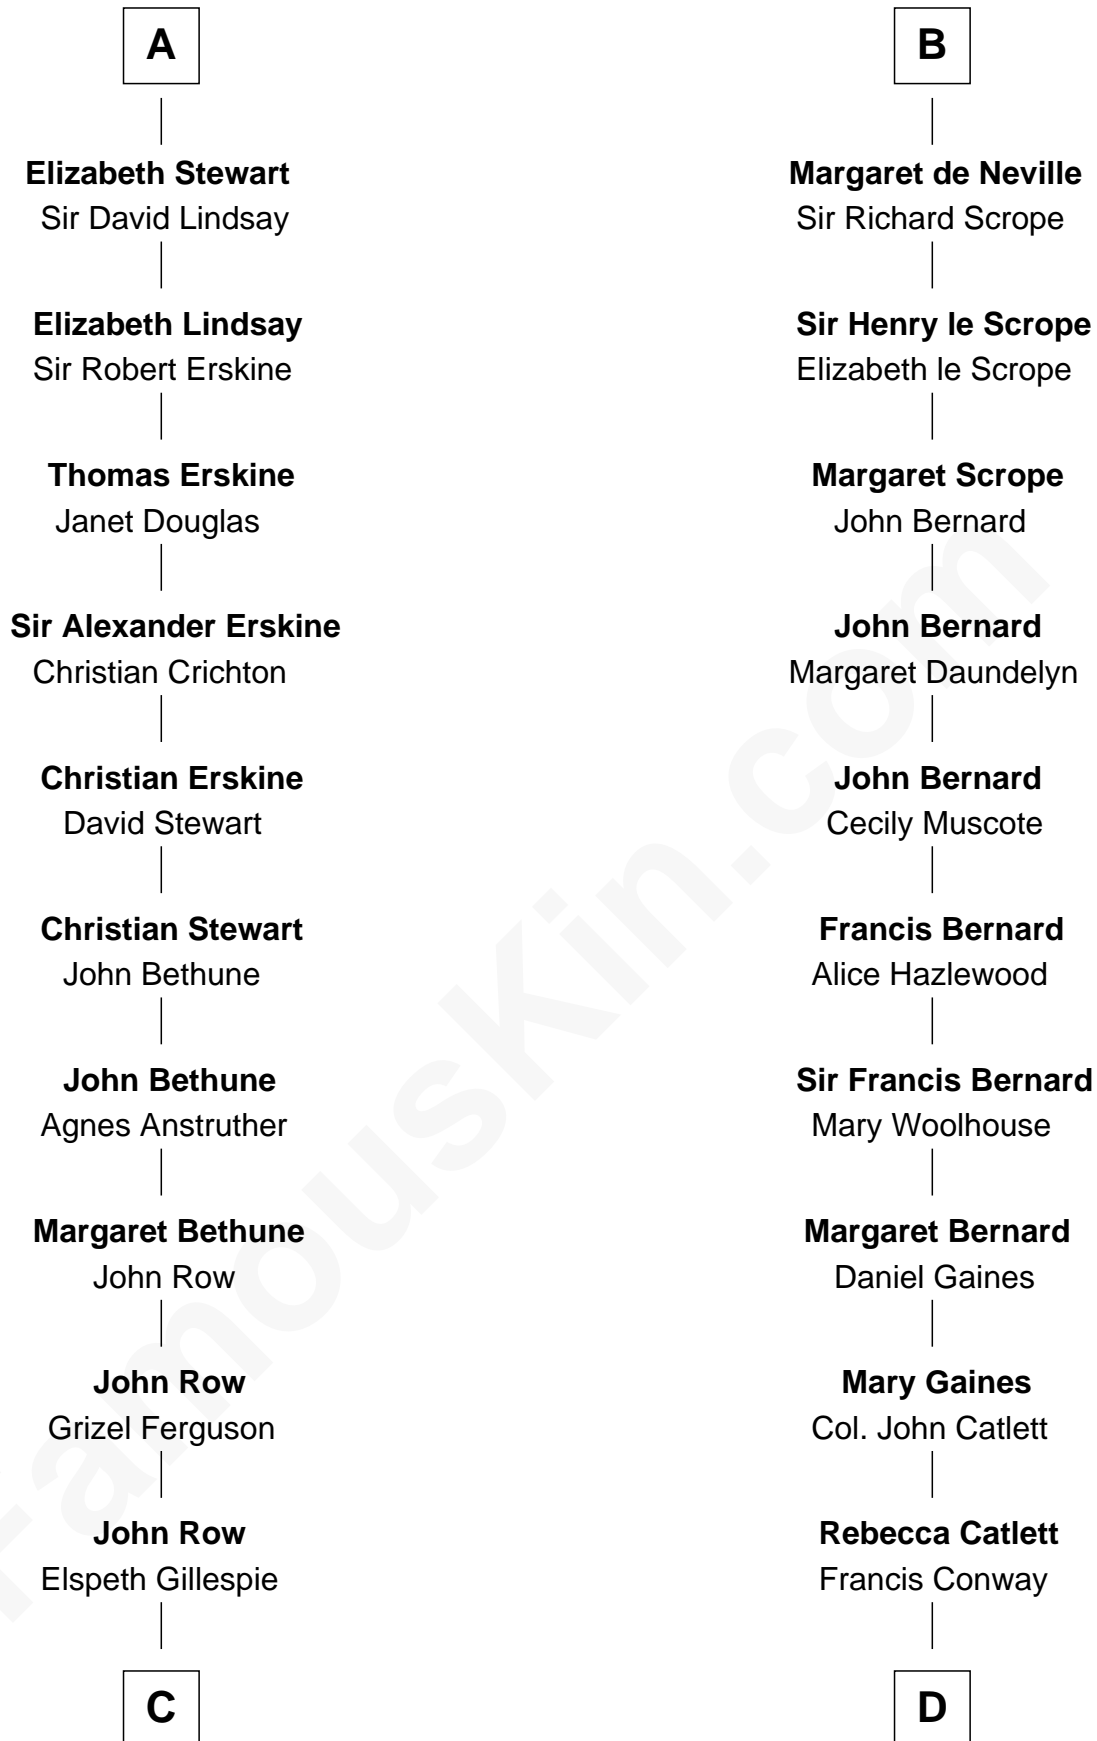 A
Elizabeth Stewart
Sir David Lindsay
Elizabeth Lindsay
Sir Robert Erskine
Thomas Erskine
Janet Douglas
Sir Alexander Erskine
Christian Crichton
Christian Erskine
David Stewart
Christian Stewart
John Bethune
John Bethune
Agnes Anstruther
Margaret Bethune
John Row
John Row
Grizel Ferguson
John Row
Elspeth Gillespie
C
B
Margaret de Neville
Sir Richard Scrope
Sir Henry le Scrope
Elizabeth le Scrope
Margaret Scrope
John Bernard
John Bernard
Margaret Daundelyn
John Bernard
Cecily Muscote
Francis Bernard
Alice Hazlewood
Sir Francis Bernard
Mary Woolhouse
Margaret Bernard
Daniel Gaines
Mary Gaines
Col. John Catlett
Rebecca Catlett
Francis Conway
D
FamousKin.com